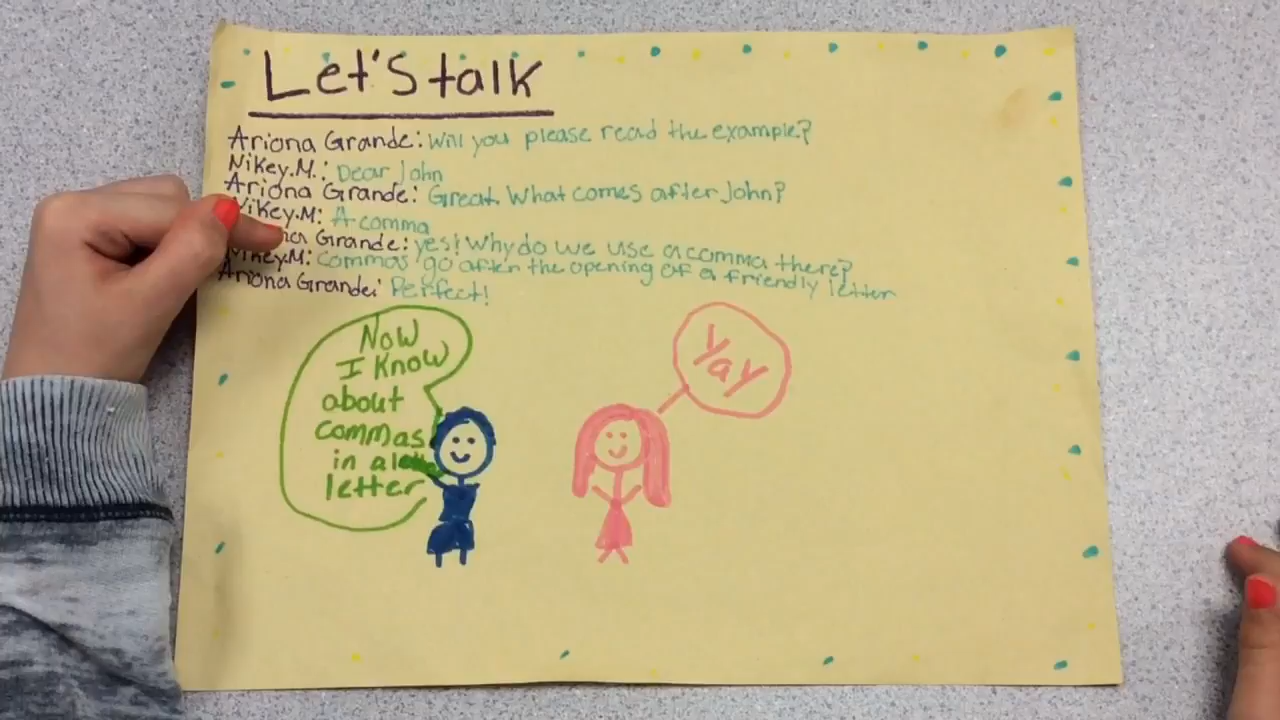 Let's talk
Ariona Grande: Will you please read the example?
Nikey.M.: Dear John
Ariona Grande: Great. What comes after John?
Nikey.M: A comma
na Grande: yes! Why do we use a comma there?
Nikey.M: Commas go after the opening of a friendly letter
Ariona Grande: Perfect!
Now
I Know
about
commas
in a
letter
Yay